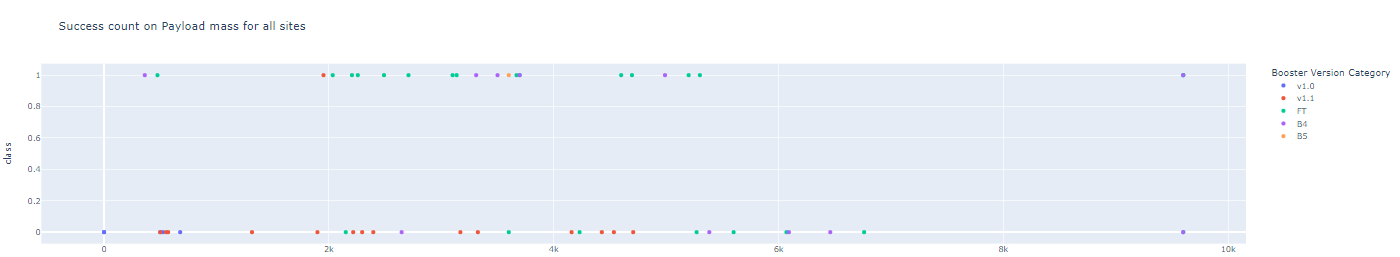 Success count on Payload mass for all sites
Booster Version Category
v1.0
v1.1
FT
B4
B5
class
1
0.8
0.6
0.4
0.2
0
0 2k 4k 6k 8k 10k